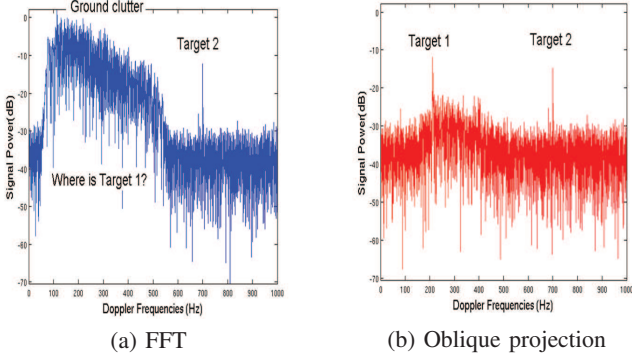 Ground clutter
Target 2
Where is Target 1?
Signal Power(dB)
0
-10
-20
-30
-40
-50
-60
-70
0 100 200 300 400 500 600 700 800 900 1000
Doppler Frequencies (Hz)
(a) FFT
Target 1
Target 2
Signal Power(dB)
0
-10
-20
-30
-40
-50
-60
-70
0 100 200 300 400 500 600 700 800 900 1000
Doppler Frequencies (Hz)
(b) Oblique projection